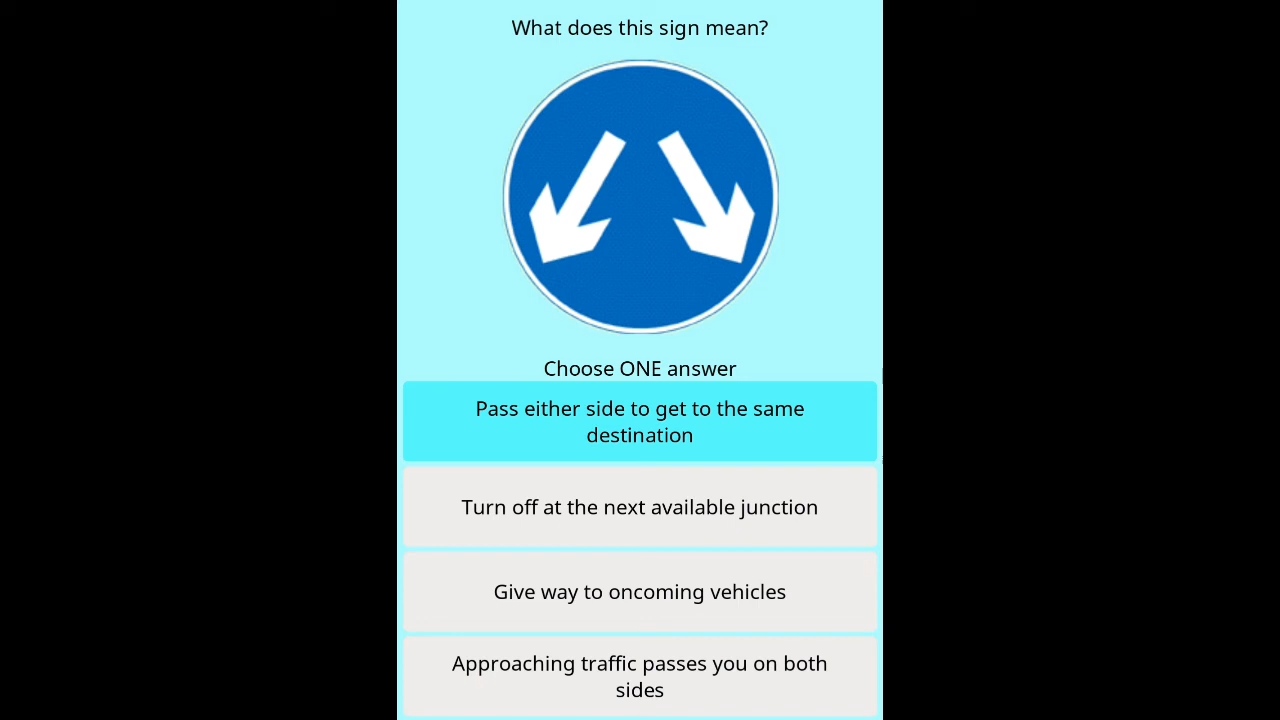 What does this sign mean?
Choose ONE answer
Pass either side to get to the same
destination
Turn off at the next available junction
Give way to oncoming vehicles
Approaching traffic passes you on both
sides